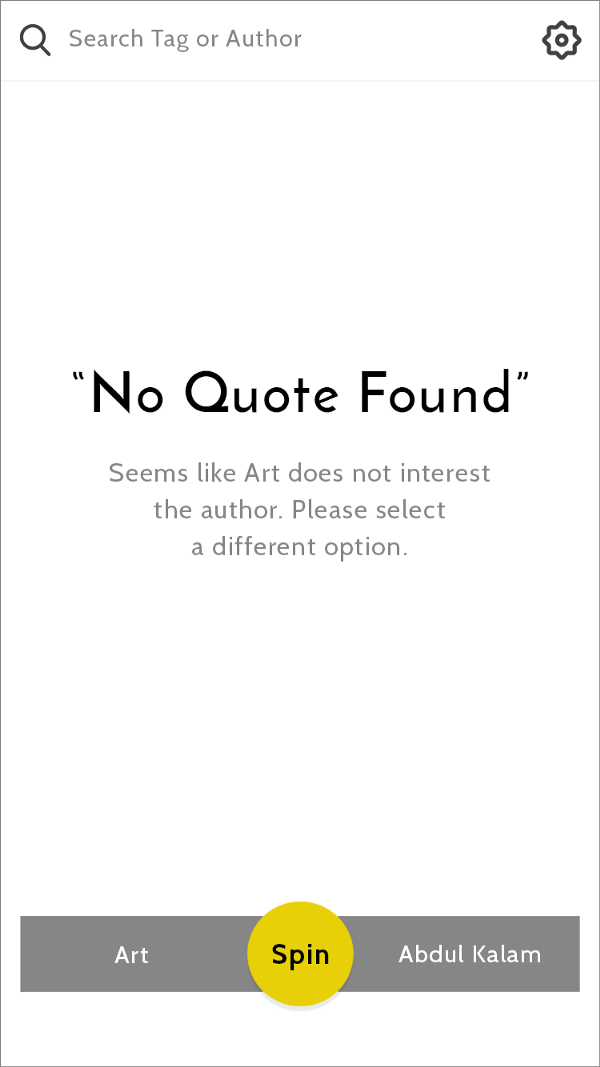 Search Tag or Author
“No Quote Found”
Seems like Art does not interest
the author. Please select
a different option.
Art
Spin
Abdul Kalam